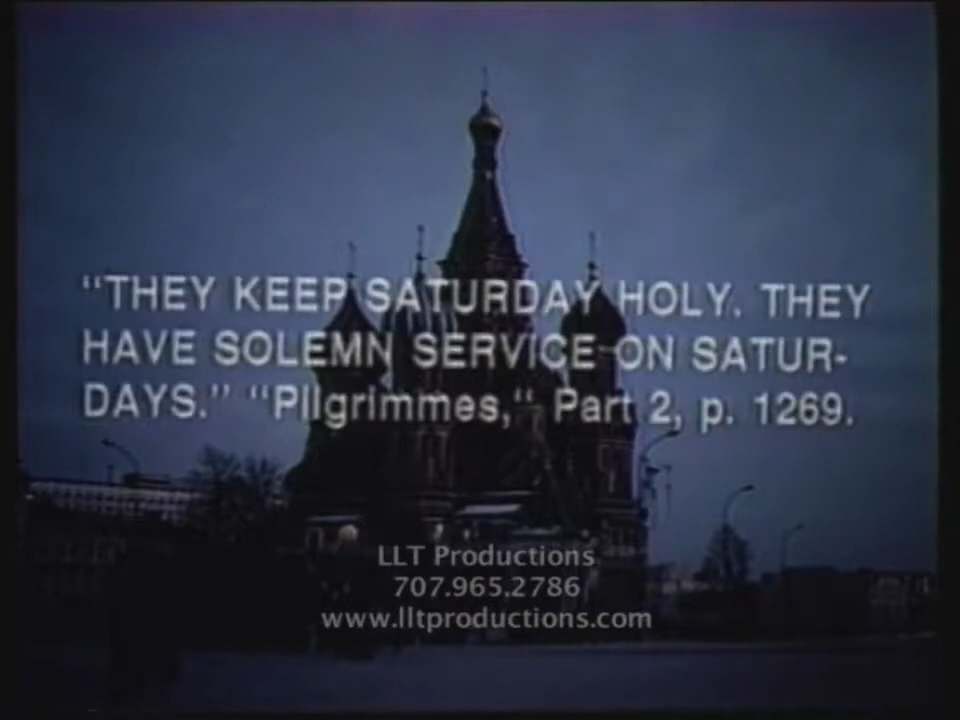 “THEY KEEP SATURDAY HOLY. THEY
HAVE SOLEMN SERVICE ON SATUR-
DAYS.” “Pilgrimmes,“ Part 2, p. 1269.
LLT Productions
707.965.2786
www.lltproductions.com